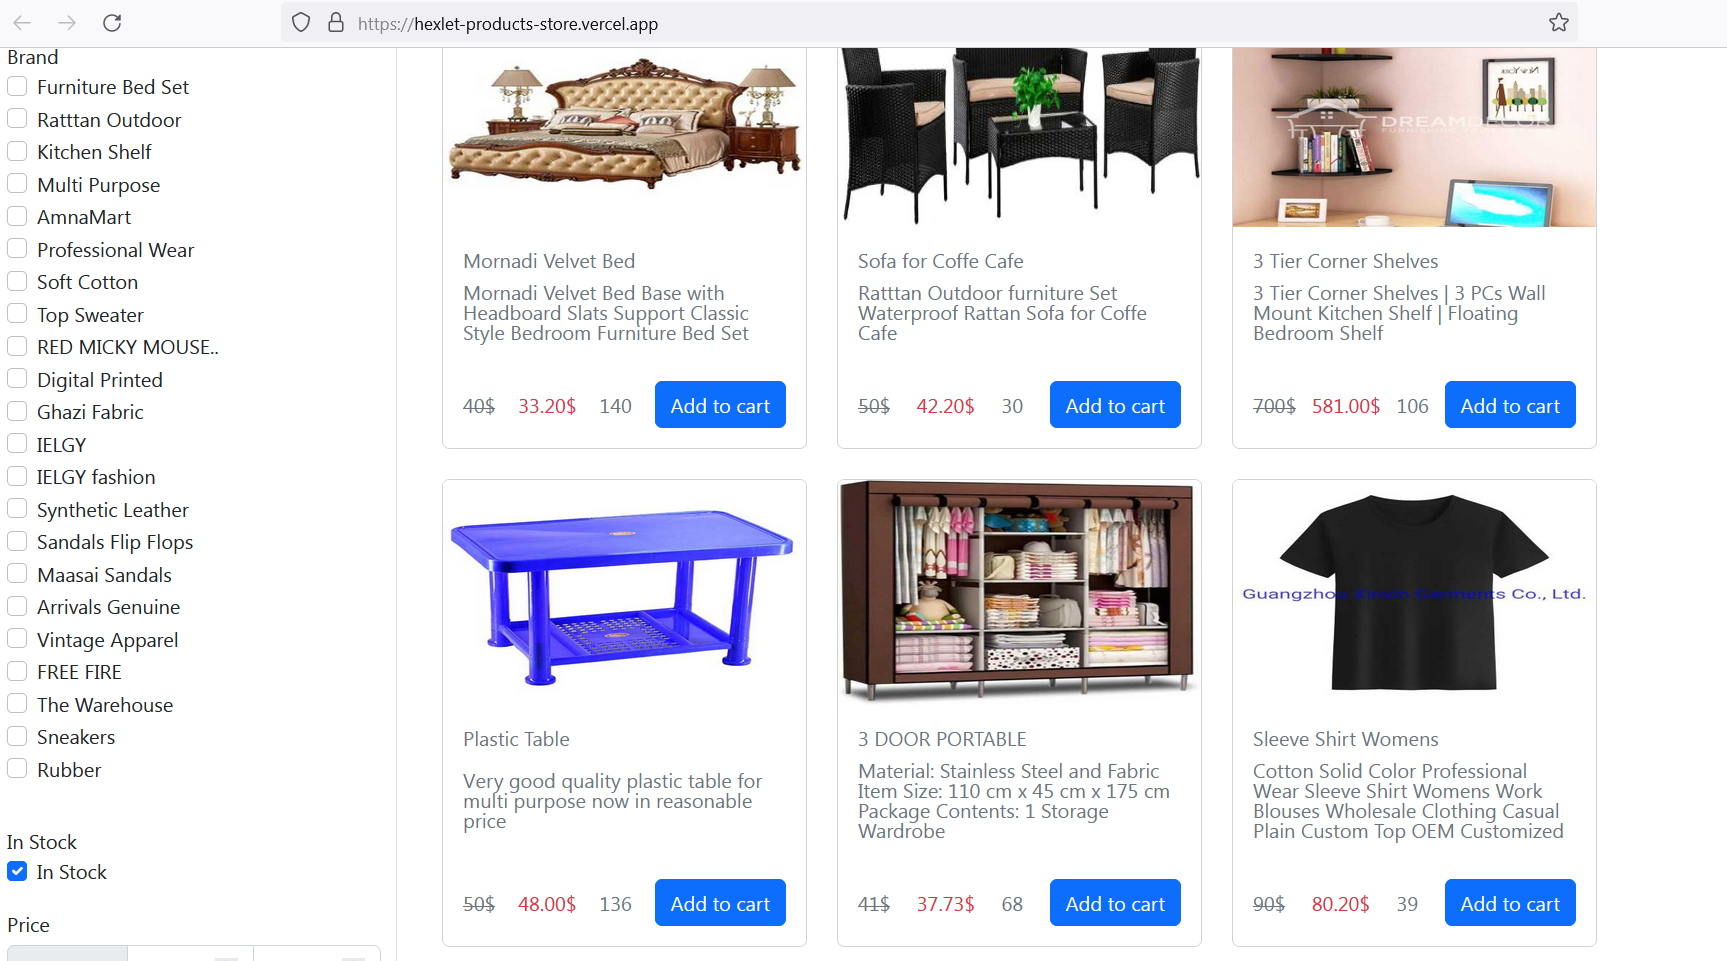 https://hexlet-products-store.vercel.app
Brand
Furniture Bed Set
Ratttan Outdoor
Kitchen Shelf
Multi Purpose
AmnaMart
Professional Wear
Soft Cotton
Top Sweater
RED MICKY MOUSE..
Digital Printed
Ghazi Fabric
IELGY
IELGY fashion
Synthetic Leather
Sandals Flip Flops
Maasai Sandals
Arrivals Genuine
Vintage Apparel
FREE FIRE
The Warehouse
Sneakers
Rubber
In Stock
In Stock
Price
Mornadi Velvet Bed
Mornadi Velvet Bed Base with
Headboard Slats Support Classic
Style Bedroom Furniture Bed Set
40$ 33.20$ 140 Add to cart
Sofa for Coffe Cafe
Ratttan Outdoor furniture Set
Waterproof Rattan Sofa for Coffe
Cafe
50$ 42.20$ 30 Add to cart
DREAMDECOR
3 Tier Corner Shelves
3 Tier Corner Shelves | 3 PCs Wall
Mount Kitchen Shelf | Floating
Bedroom Shelf
700$ 581.00$ 106 Add to cart
Plastic Table
Very good quality plastic table for
multi purpose now in reasonable
price
50$ 48.00$ 136 Add to cart
3 DOOR PORTABLE
Material: Stainless Steel and Fabric
Item Size: 110 cm x 45 cm x 175 cm
Package Contents: 1 Storage
Wardrobe
41$ 37.73$ 68 Add to cart
Guangzhou Garments Co., Ltd.
Sleeve Shirt Womens
Cotton Solid Color Professional
Wear Sleeve Shirt Womens Work
Blouses Wholesale Clothing Casual
Plain Custom Top OEM Customized
90$ 80.20$ 39 Add to cart